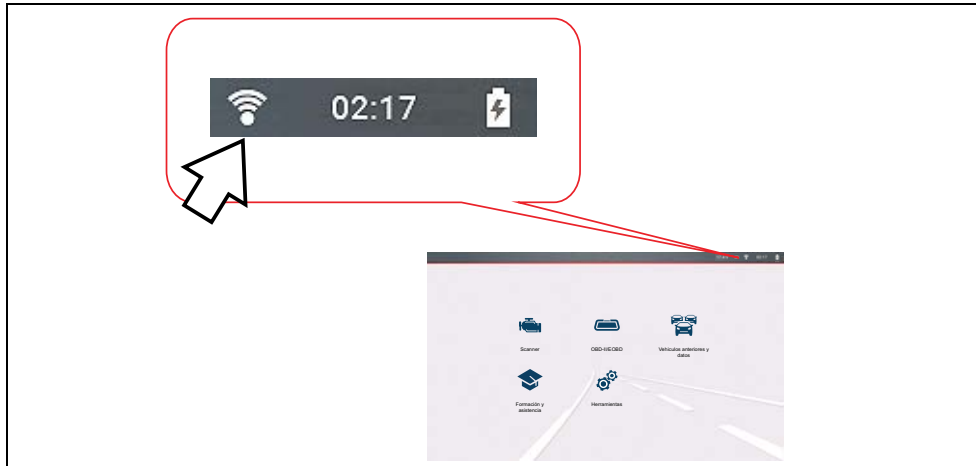 02:17
Scanner
OBD-II/EOBD
Vehículos anteriores y
datos
Formación y
asistencia
Herramientas